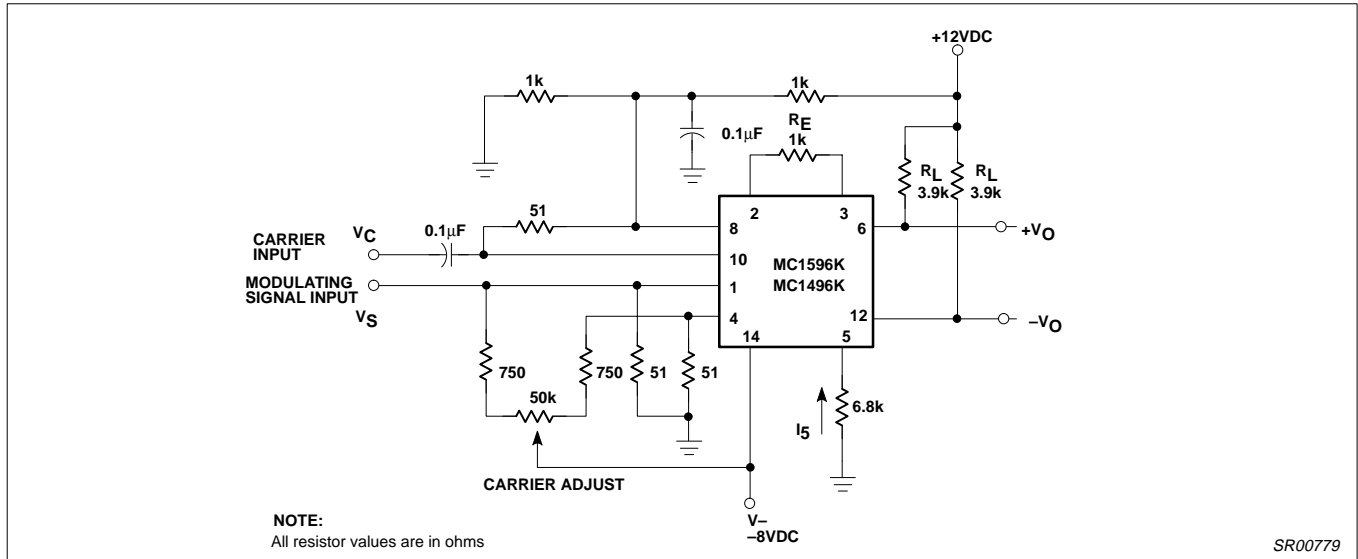 +12VDC
1k
1k
0.1µF
RE
1k
RL
3.9k
RL
3.9k
2
3
51
8
6
+VO
CARRIER
INPUT
VC
0.1µF
10
MC1596K
MC1496K
MODULATING
SIGNAL INPUT
VS
1
4
12
–VO
14
5
750
750
51
51
50k
I5
6.8k
CARRIER ADJUST
V–
–8VDC
NOTE:
All resistor values are in ohms
SR00779